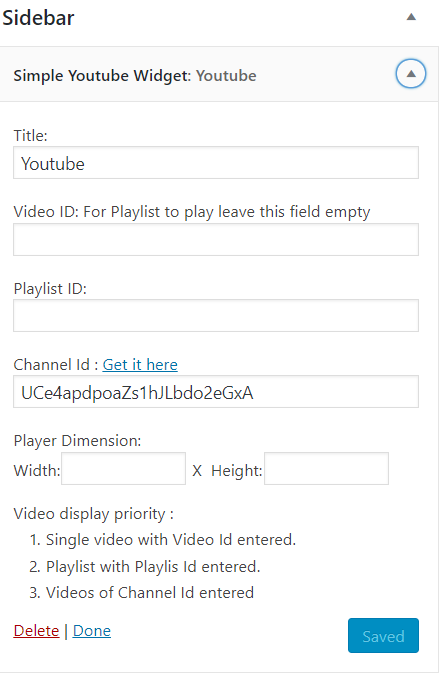 Sidebar
Simple Youtube Widget: Youtube
Title:
Youtube
Video ID: For Playlist to play leave this field empty
Playlist ID:
Channel Id : Get it here
UCe4apdpoaZs1hJLbdo2eGxA
Player Dimension:
Width: X Height:
Video display priority :
1. Single video with Video Id entered.
2. Playlist with Playlis Id entered.
3. Videos of Channel Id entered
Delete | Done
Saved